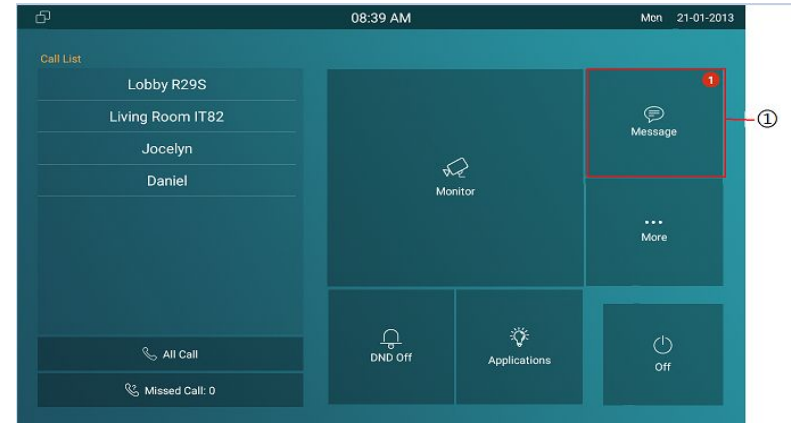 08:39 AM
Mon 21-01-2013
Call List
Lobby R29S
Living Room IT82
Jocelyn
Daniel
All Call
Missed Call: 0
Monitor
1
Message
①
More
DND Off
Applications
Off